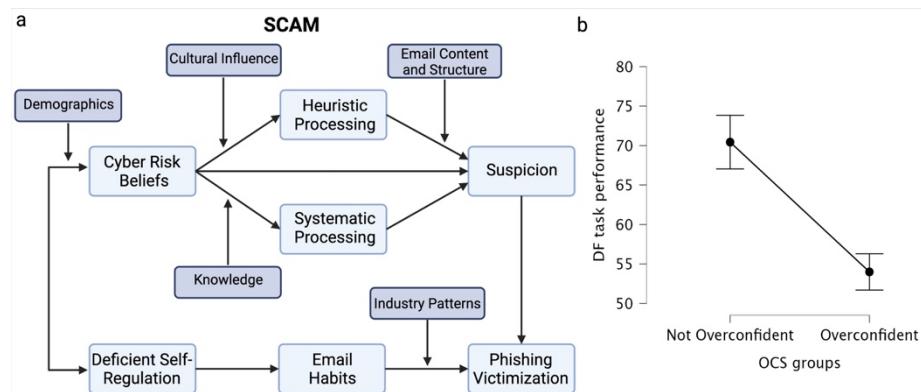 a
SCAM
b
Cultural Influence
Email Content
and Structure
Demographics
Heuristic
Processing
Cyber Risk
Beliefs
Suspicion
Systematic
Processing
Knowledge
Industry Patterns
Deficient Self-
Regulation
Email
Habits
Phishing
Victimization
80
75
70
65
60
55
50
DF task performance
Not Overconfident
Overconfident
OCS groups